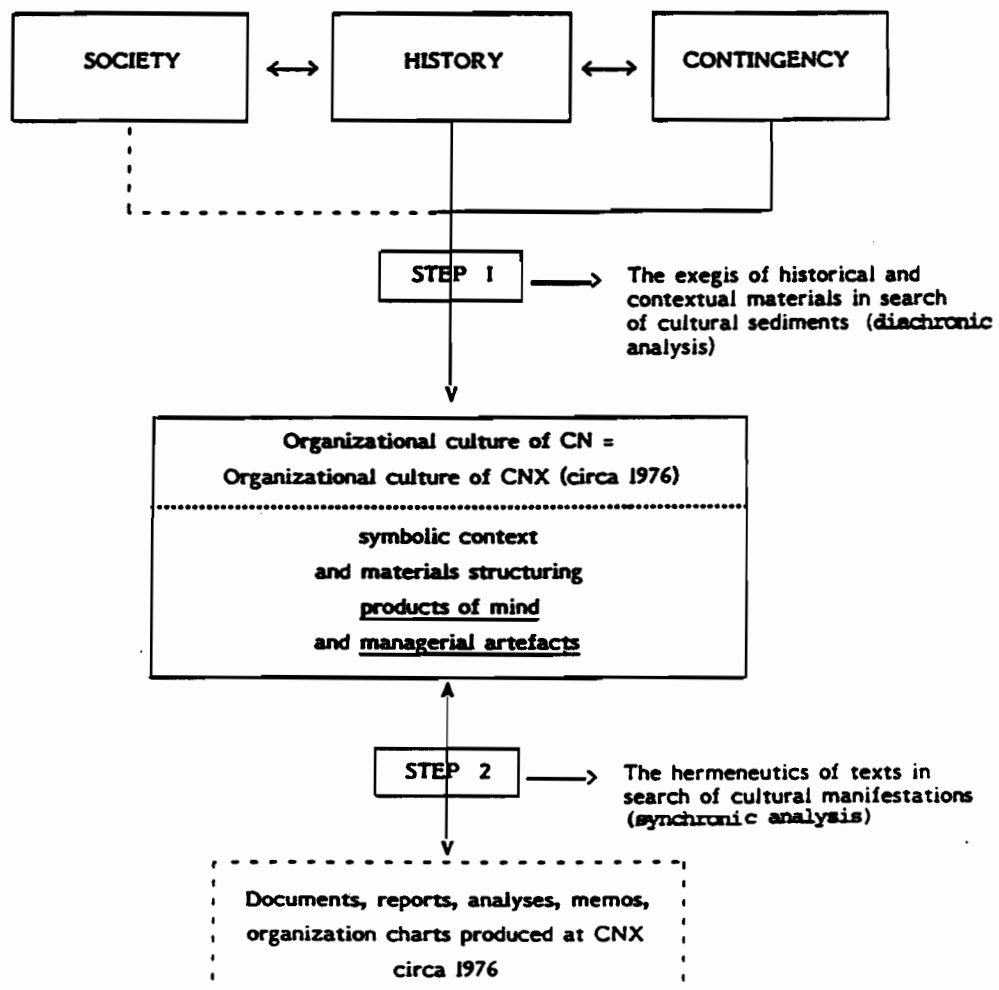 SOCIETY
HISTORY
CONTINGENCY
STEP 1
The exegis of historical and
contextual materials in search
of cultural sediments (diachronic
analysis)
Organizational culture of CN =
Organizational culture of CNX (circa 1976)
symbolic context
and materials structuring
products of mind
and managerial artefacts
STEP 2
The hermeneutics of texts in
search of cultural manifestations
(synchronic analysis)
Documents, reports, analyses, memos,
organization charts produced at CNX
circa 1976